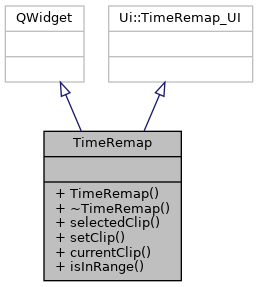 QWidget
Ui::TimeRemap_UI
TimeRemap
+ TimeRemap()
+ ~TimeRemap()
+ selectedClip()
+ setClip()
+ currentClip()
+ isInRange()